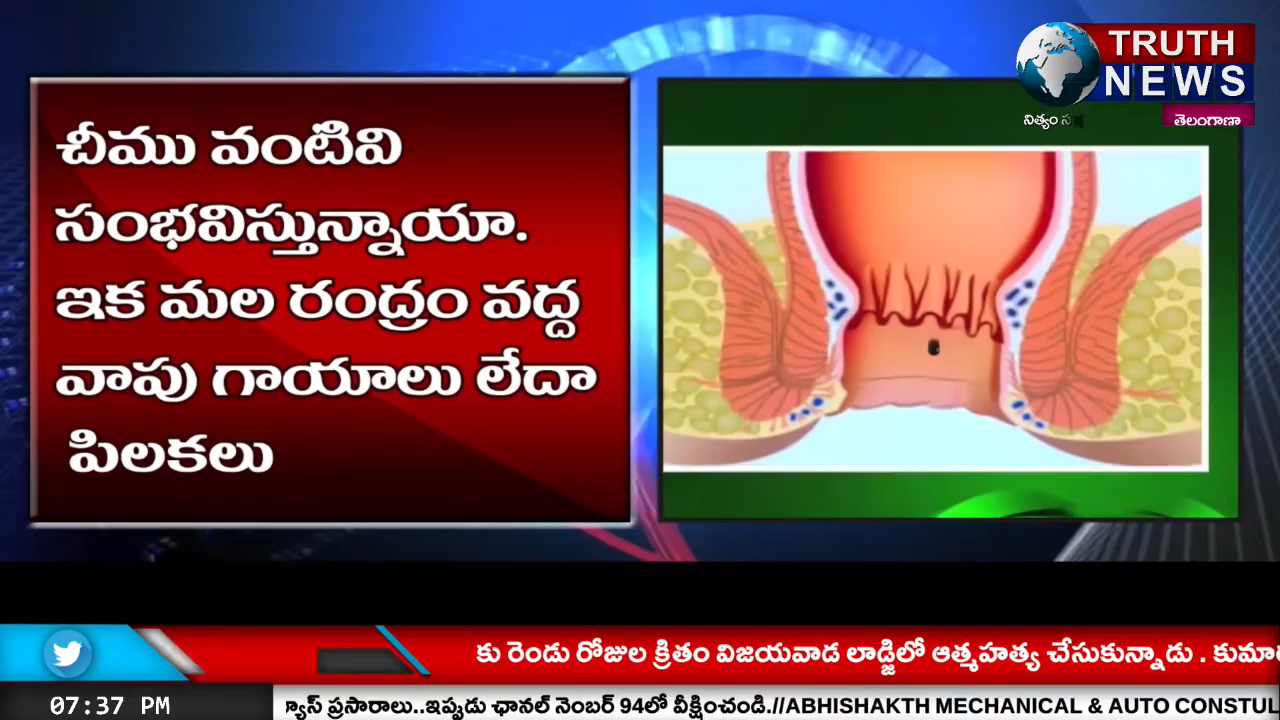 TRUTH
NEWS
నిత్యం స
తెలంగాణా
చీము వంటివి
సంభవిస్తున్నాయా.
ఇక మల రంద్రం వద్ద
వాపు గాయాలు లేదా
పిలకలు
కు రెండు రోజుల క్రితం విజయవాడ లాడ్జిలో ఆత్మహత్య చేసుకున్నాడు . కుమార
07:37 PM
్యూస్ ప్రసారాలు..ఇప్పుడు ఛానల్ నెంబర్ 94లో వీక్షించండి.//ABHISHAKTH MECHANICAL & AUTO CONSTUL